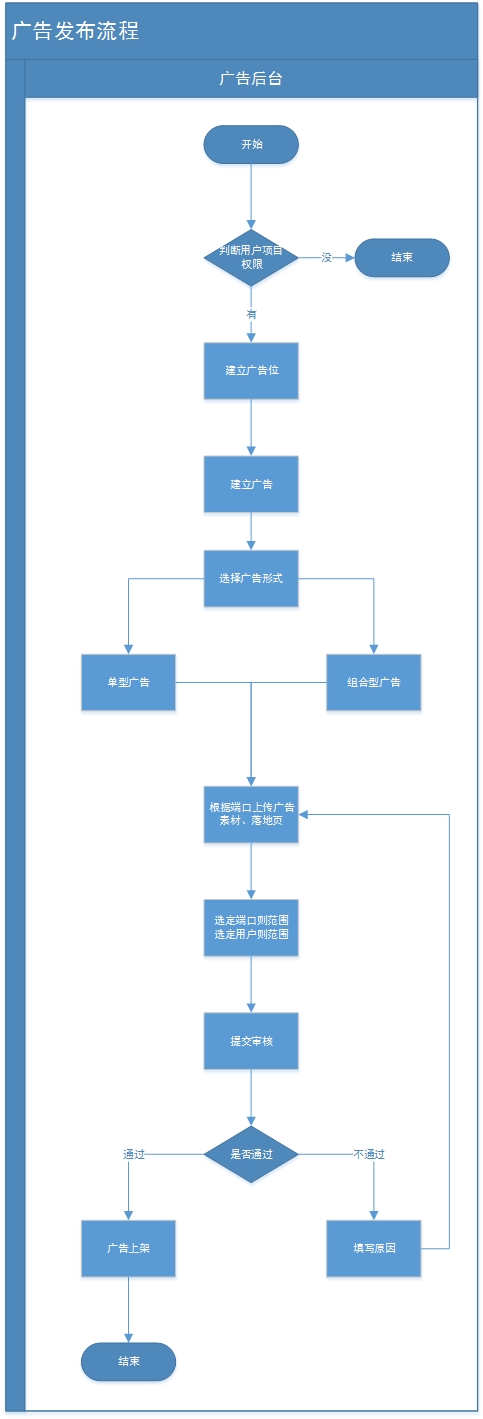 广告发布流程
广告后台
开始
判断用户项目
权限
没
结束
有
建立广告位
建立广告
选择广告形式
单型广告
组合型广告
根据端口上传广告
素材、落地页
选定端口则范围
选定用户则范围
提交审核
是否通过
通过
不通过
广告上架
填写原因
结束